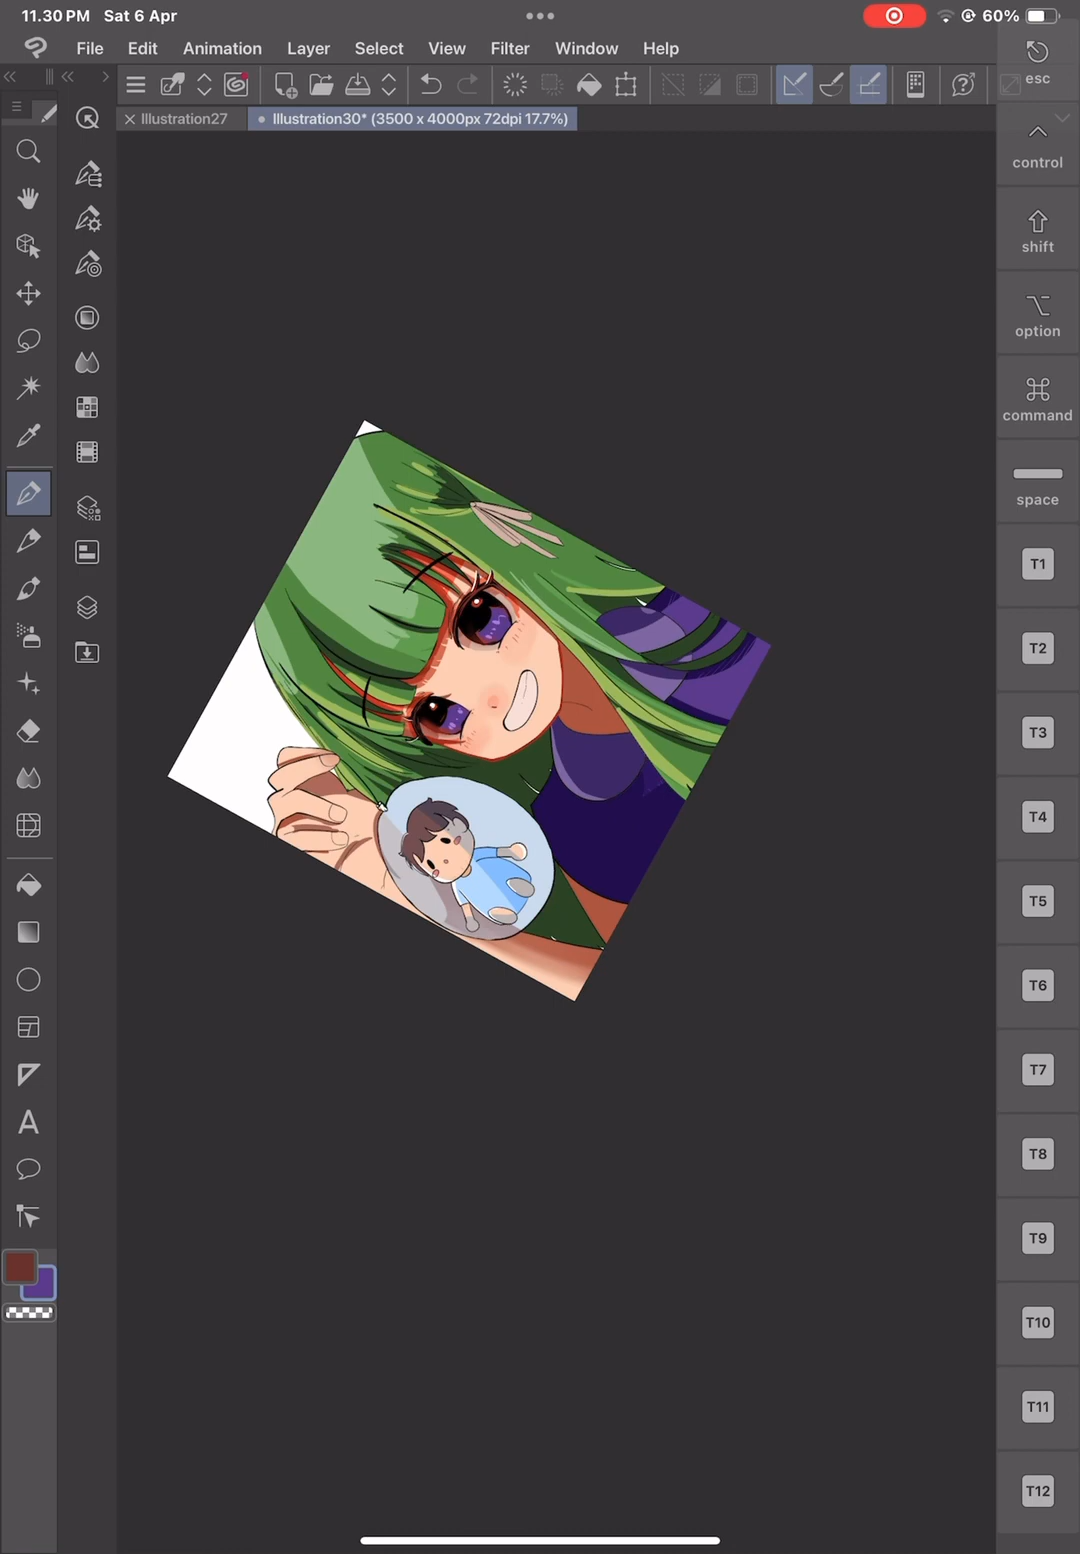 11.30 PM Sat 6 Apr
60%
File Edit Animation Layer Select View Filter Window Help
esc
Illustration27
Illustration30* (3500 x 4000px 72dpi 17.7%)
control
shift
option
command
space
T1
T2
T3
T4
T5
T6
T7
T8
T9
T10
T11
T12